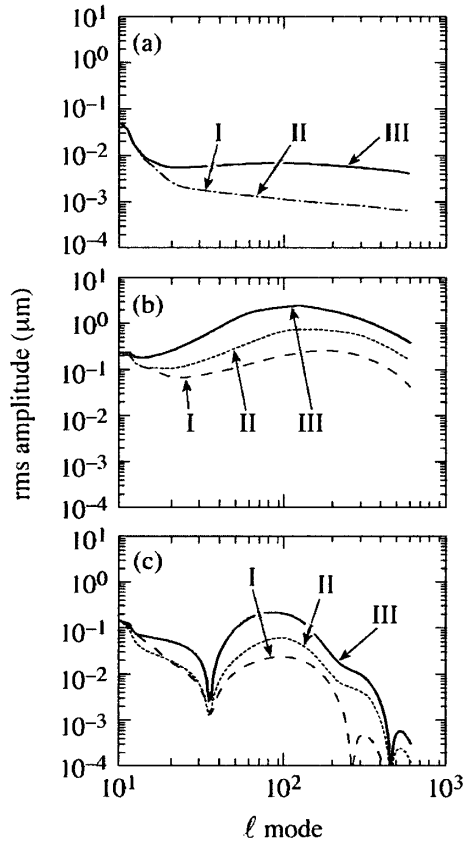 (a)
10¹
10⁰
10⁻¹
10⁻²
10⁻³
10⁻⁴
I
II
III
(b)
10¹
10⁰
10⁻¹
10⁻²
10⁻³
10⁻⁴
I
II
III
rms amplitude (μm)
(c)
10¹
10⁰
10⁻¹
10⁻²
10⁻³
10⁻⁴
I
II
III
10¹ 10² 10³
ℓ mode